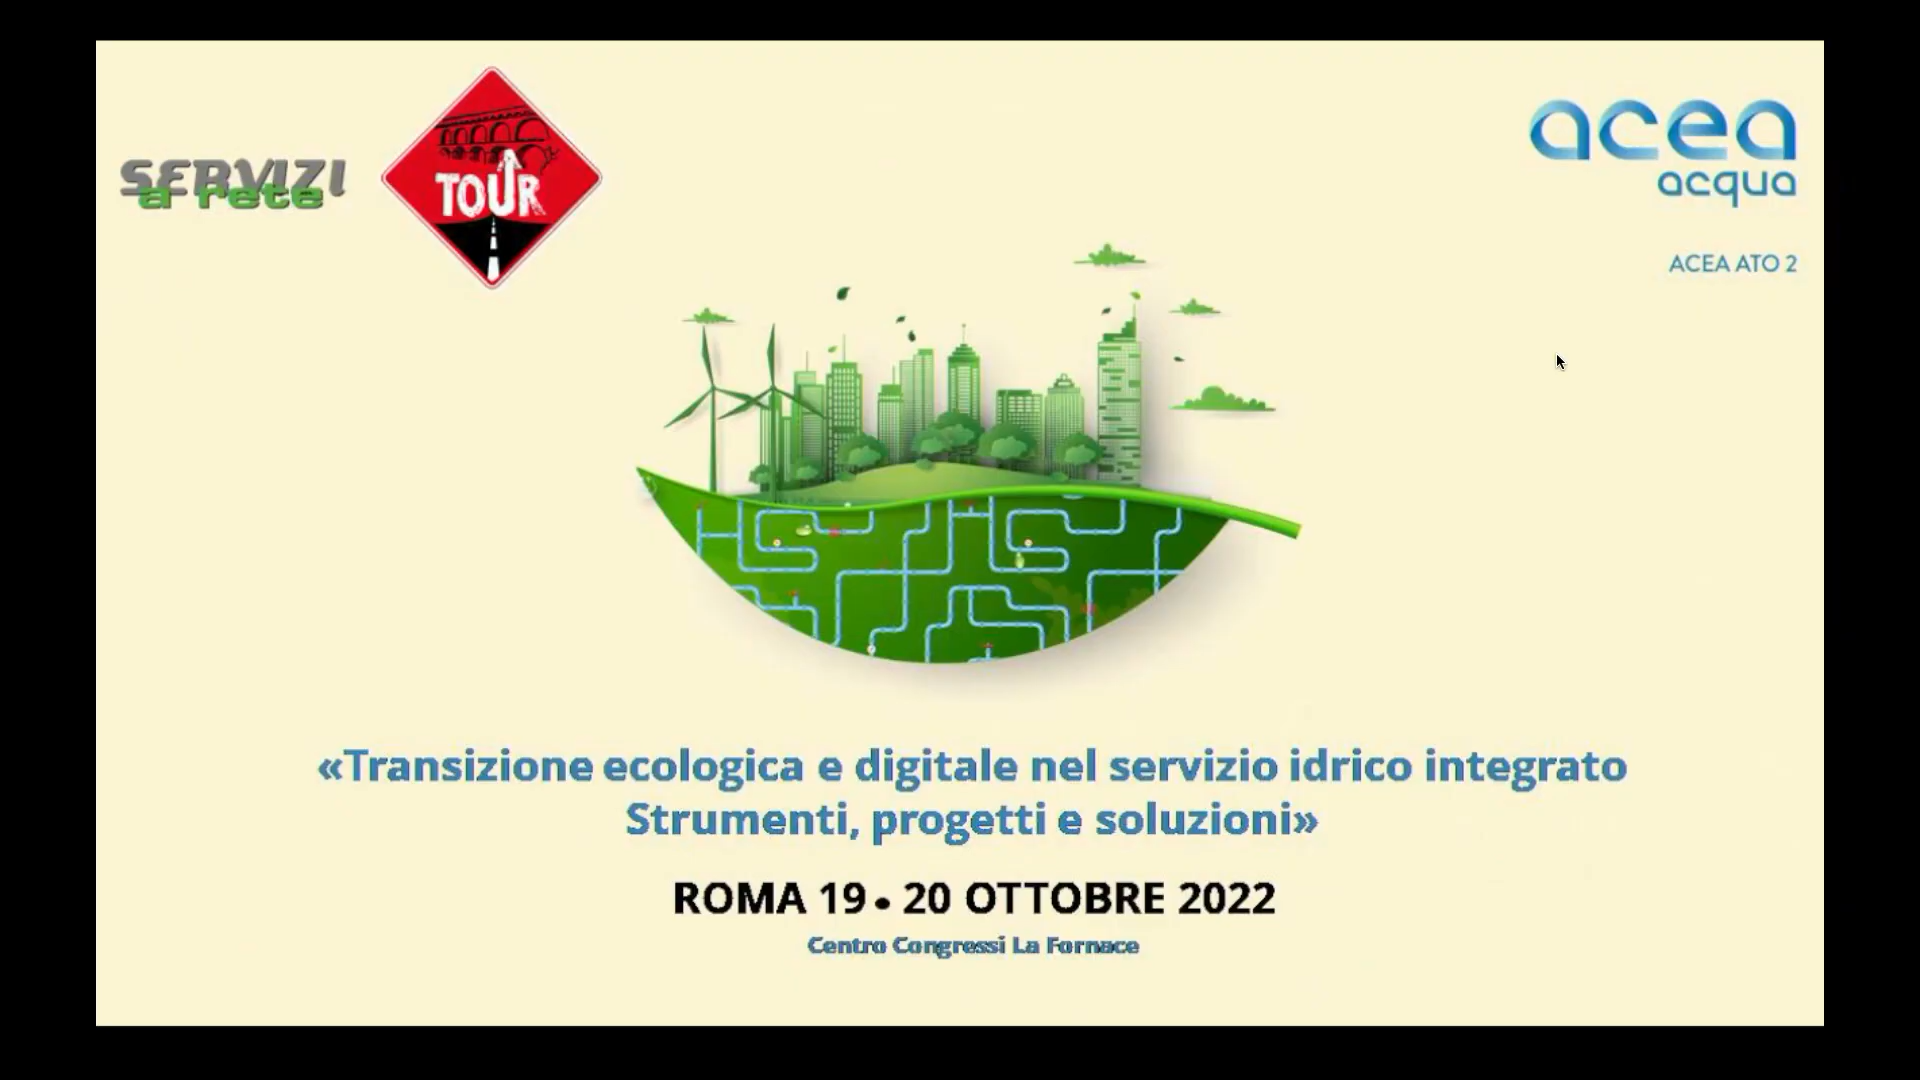 SERVIZI
a rete
TOUR
acea
acqua
ACEA ATO 2
«Transizione ecologica e digitale nel servizio idrico integrato
Strumenti, progetti e soluzioni»
ROMA 19 • 20 OTTOBRE 2022
Centro Congressi La Fornace